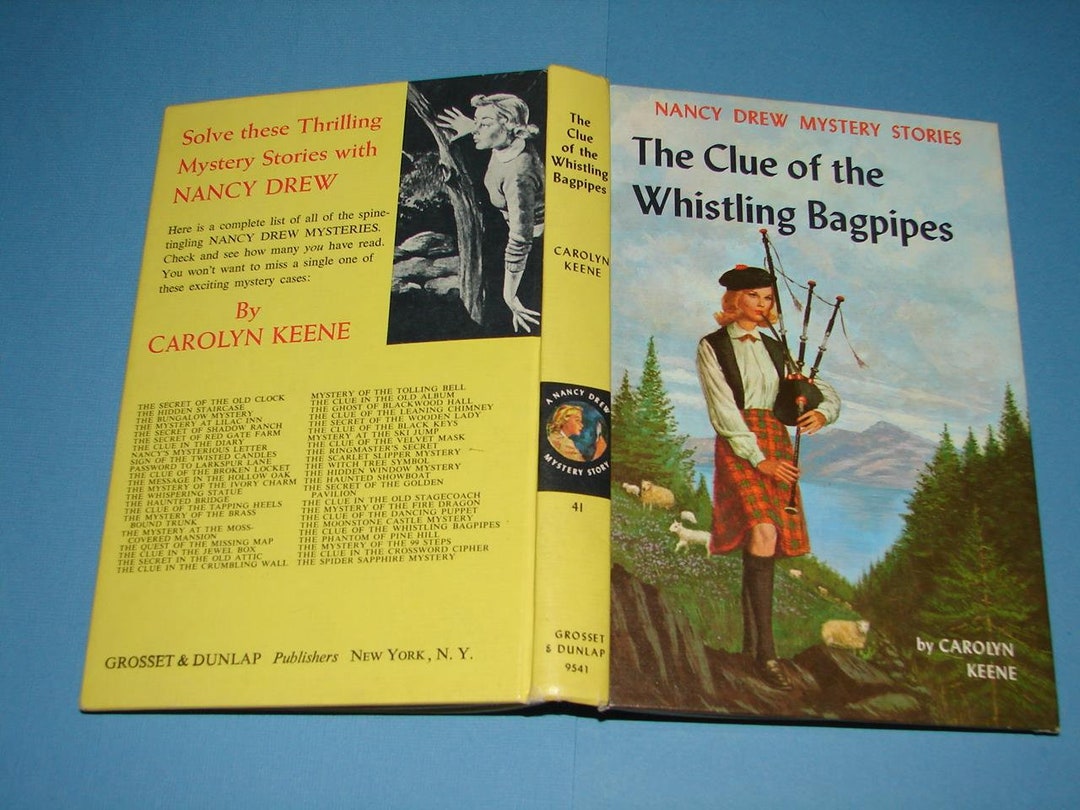 Solve these Thrilling
Mystery Stories with
NANCY DREW
Here is a complete list of all of the spine-
tingling NANCY DREW MYSTERIES.
Check and see how many you have read.
You won't want to miss a single one of
these exciting mystery cases:
By
CAROLYN KEENE
THE SECRET OF THE OLD CLOCK
THE HIDDEN STAIRCASE
THE BUNGALOW MYSTERY
THE MYSTERY AT LILAC INN
THE SECRET OF SHADOW RANCH
THE SECRET OF RED GATE FARM
THE CLUE IN THE DIARY
NANCY'S MYSTERIOUS LETTER
SIGN OF THE TWISTED CANDLES
PASSWORD TO LARKSPUR LANE
CLUE OF THE BROKEN LOCKET
THE MESSAGE IN THE HOLLOW OAK
THE MYSTERY OF THE IVORY CHARM
THE WHISPERING STATUE
THE HAUNTED BRIDGE
THE CLUE OF THE TAPPING HEELS
THE MYSTERY OF THE BRASS
BOUND TRUNK
THE MYSTERY AT THE MOSS-
COVERED MANSION
THE QUEST OF THE MISSING MAP
THE CLUE IN THE JEWEL BOX
THE SECRET IN THE OLD ATTIC
THE CLUE IN THE CRUMBLING WALL
MYSTERY OF THE TOLLING BELL
THE CLUE IN THE OLD ALBUM
THE GHOST OF BLACKWOOD HALL
THE CLUE OF THE LEANING CHIMNEY
THE SECRET OF THE WOODEN LADY
THE CLUE OF THE BLACK KEYS
MYSTERY AT THE SKI JUMP
THE CLUE OF THE VELVET MASK
THE RINGMASTER'S SECRET
THE SCARLET SLIPPER MYSTERY
THE WITCH TREE SYMBOL
THE HIDDEN WINDOW MYSTERY
THE HAUNTED SHOWBOAT
THE SECRET OF THE GOLDEN
PAVILION
THE CLUE IN THE OLD STAGECOACH
THE MYSTERY OF THE FIRE DRAGON
THE CLUE OF THE DANCING PUPPET
THE MOONSTONE CASTLE MYSTERY
THE CLUE OF THE WHISTLING BAGPIPES
THE PHANTOM OF PINE HILL
THE MYSTERY OF THE 99 STEPS
THE CLUE IN THE CROSSWORD CIPHER
THE SPIDER SAPPHIRE MYSTERY
GROSSET & DUNLAP Publishers NEW YORK, N. Y.
The
Clue
of the
Whistling
Bagpipes
CAROLYN
KEENE
A NANCY DREW
MYSTERY STORY
41
GROSSET
& DUNLAP
9541
NANCY DREW MYSTERY STORIES
The Clue of the
Whistling Bagpipes
by CAROLYN
KEENE